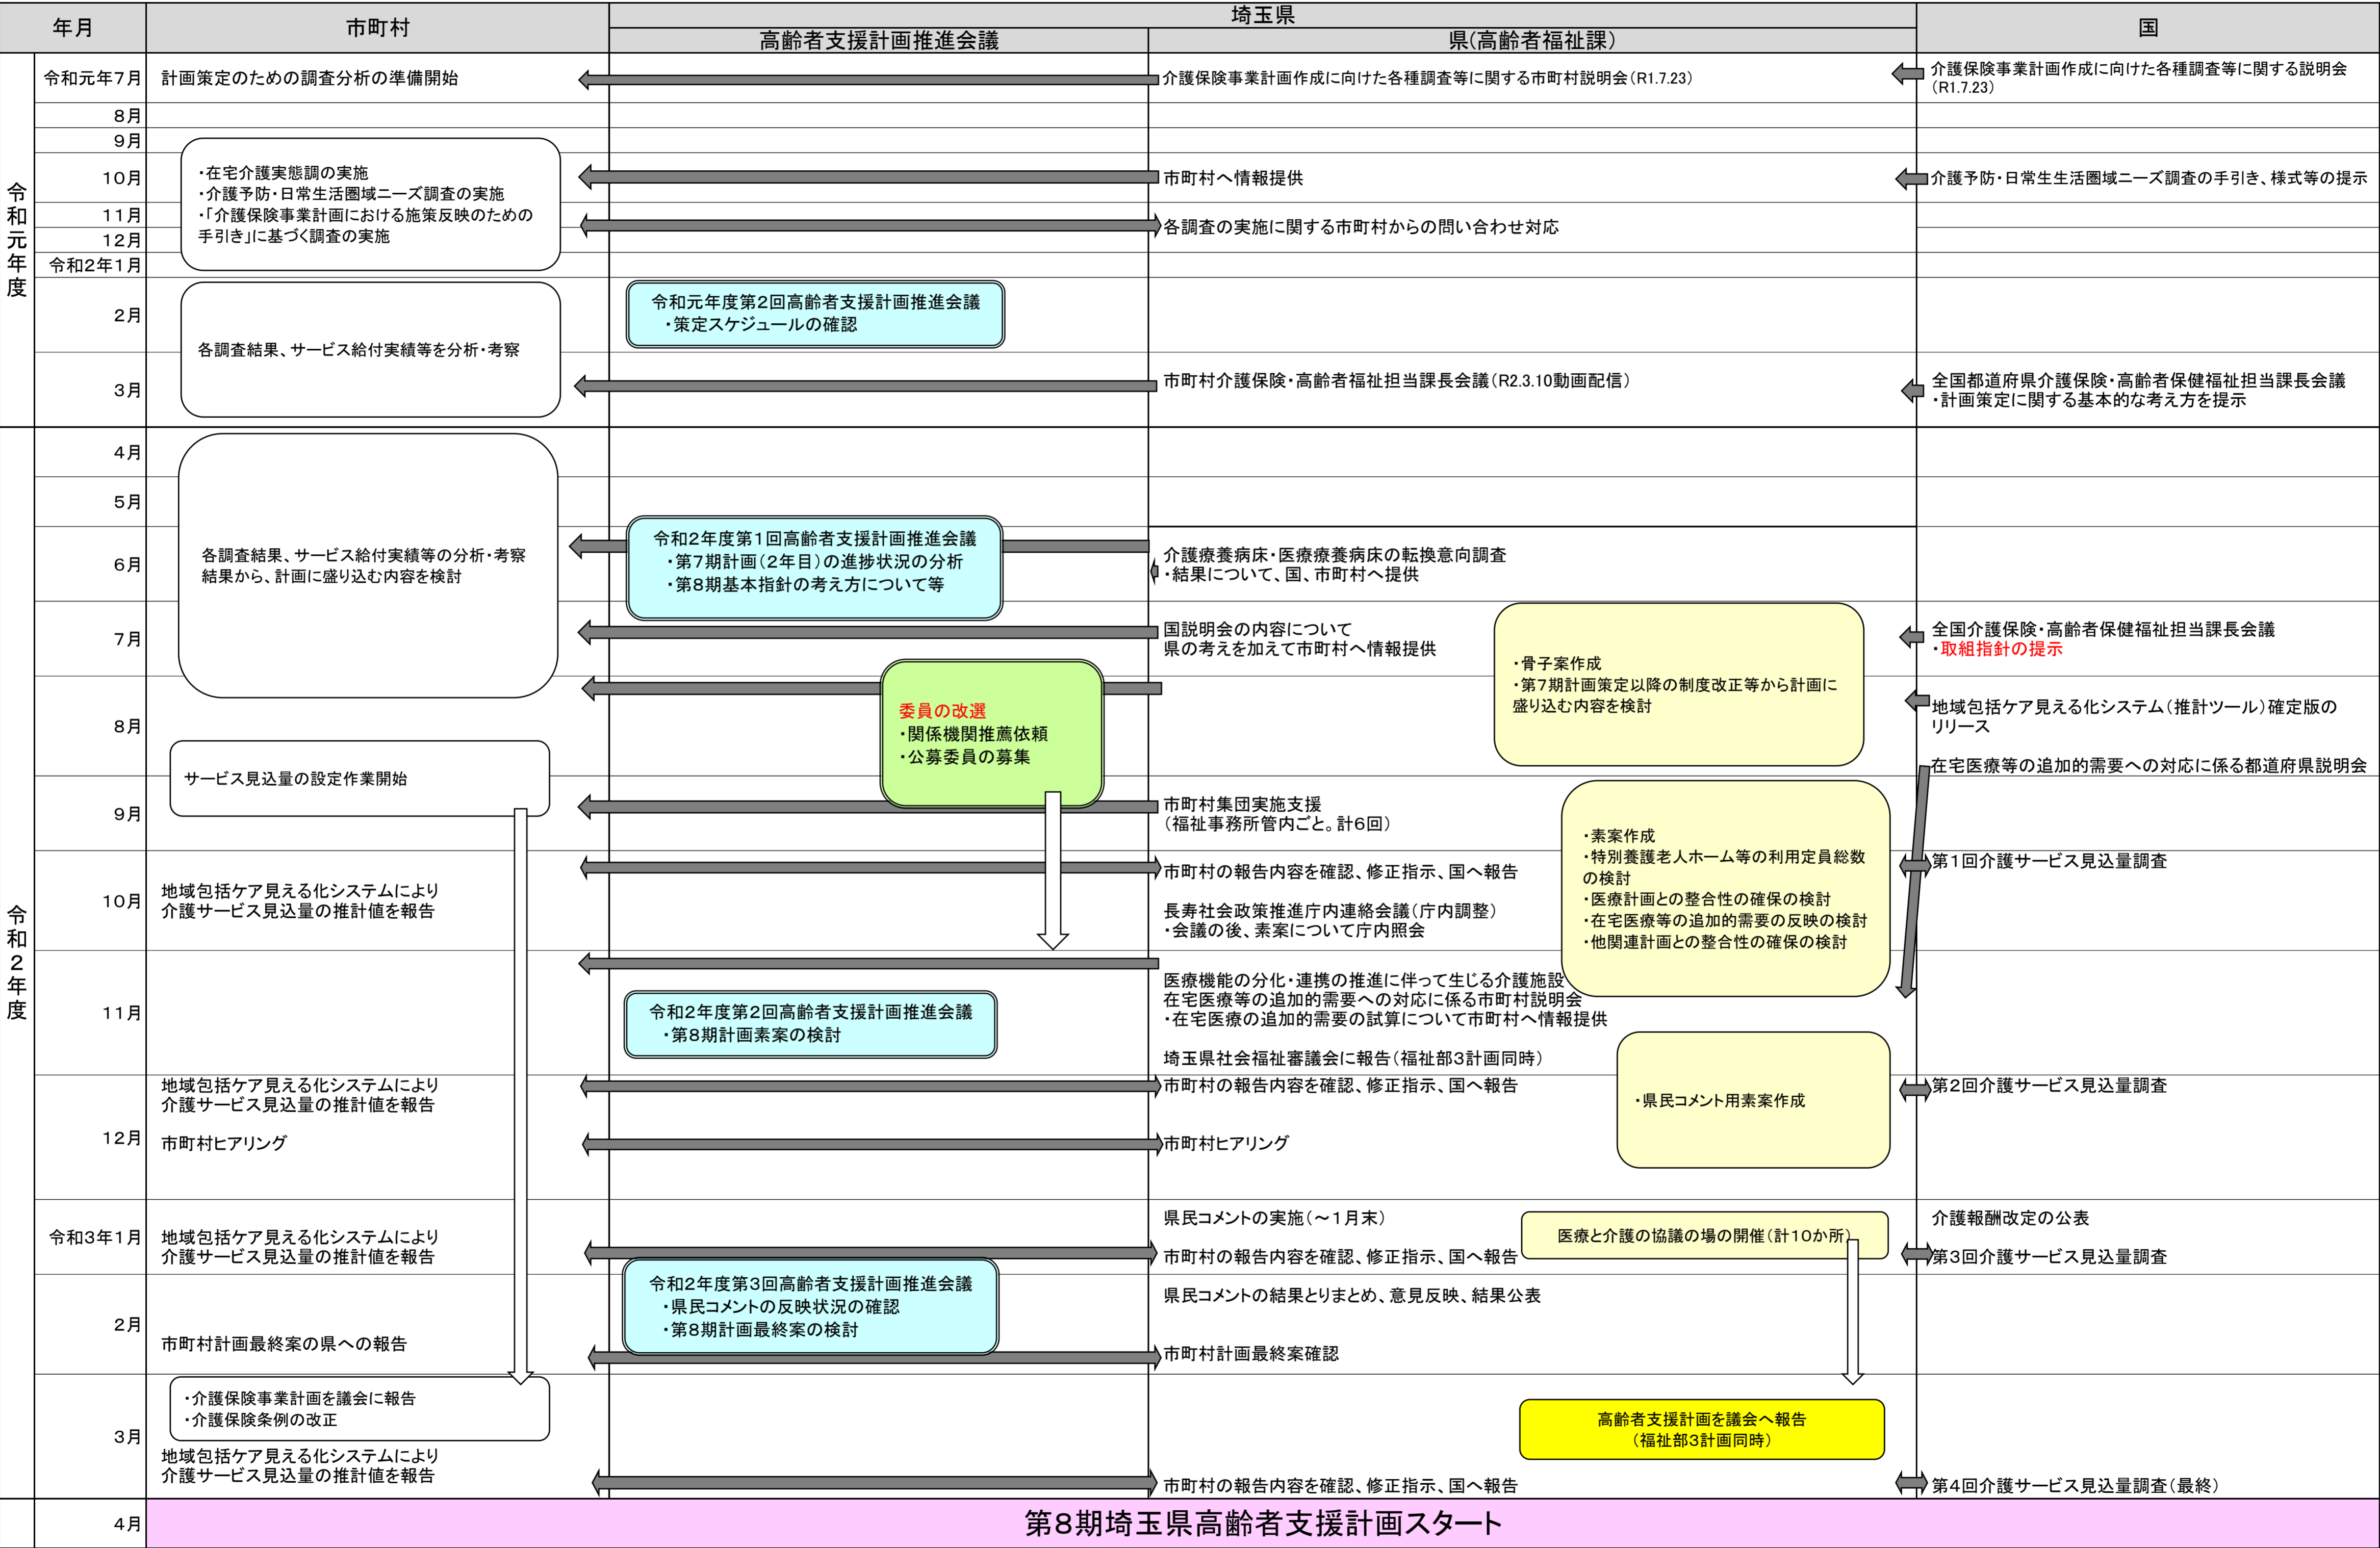 年月
市町村
埼玉県
高齢者支援計画推進会議
県(高齢者福祉課)
国
令和元年度
令和元年7月
計画策定のための調査分析の準備開始
介護保険事業計画作成に向けた各種調査等に関する市町村説明会(R1.7.23)
介護保険事業計画作成に向けた各種調査等に関する説明会
(R1.7.23)
8月
9月
・在宅介護実態調の実施
・介護予防・日常生活圏域ニーズ調査の実施
・「介護保険事業計画における施策反映のための
手引き」に基づく調査の実施
10月
市町村へ情報提供
介護予防・日常生生活圏域ニーズ調査の手引き、様式等の提示
11月
各調査の実施に関する市町村からの問い合わせ対応
12月
令和2年1月
2月
各調査結果、サービス給付実績等を分析・考察
令和元年度第2回高齢者支援計画推進会議
・策定スケジュールの確認
3月
市町村介護保険・高齢者福祉担当課長会議(R2.3.10動画配信)
全国都道府県介護保険・高齢者保健福祉担当課長会議
・計画策定に関する基本的な考え方を提示
令和2年度
4月
5月
6月
各調査結果、サービス給付実績等の分析・考察
結果から、計画に盛り込む内容を検討
令和2年度第1回高齢者支援計画推進会議
・第7期計画(2年目)の進捗状況の分析
・第8期基本指針の考え方について等
介護療養病床・医療療養病床の転換意向調査
・結果について、国、市町村へ提供
7月
国説明会の内容について
県の考えを加えて市町村へ情報提供
・骨子案作成
・第7期計画策定以降の制度改正等から計画に
盛り込む内容を検討
全国介護保険・高齢者保健福祉担当課長会議
・取組指針の提示
8月
委員の改選
・関係機関推薦依頼
・公募委員の募集
地域包括ケア見える化システム(推計ツール)確定版の
リリース
在宅医療等の追加的需要への対応に係る都道府県説明会
サービス見込量の設定作業開始
9月
市町村集団実施支援
(福祉事務所管内ごと。計6回)
・素案作成
・特別養護老人ホーム等の利用定員総数
の検討
・医療計画との整合性の確保の検討
・在宅医療等の追加的需要の反映の検討
・他関連計画との整合性の確保の検討
10月
地域包括ケア見える化システムにより
介護サービス見込量の推計値を報告
市町村の報告内容を確認、修正指示、国へ報告
長寿社会政策推進庁内連絡会議(庁内調整)
・会議の後、素案について庁内照会
第1回介護サービス見込量調査
11月
令和2年度第2回高齢者支援計画推進会議
・第8期計画素案の検討
医療機能の分化・連携の推進に伴って生じる介護施設
在宅医療等の追加的需要への対応に係る市町村説明会
・在宅医療の追加的需要の試算について市町村へ情報提供
埼玉県社会福祉審議会に報告(福祉部3計画同時)
12月
地域包括ケア見える化システムにより
介護サービス見込量の推計値を報告
市町村ヒアリング
市町村の報告内容を確認、修正指示、国へ報告
市町村ヒアリング
・県民コメント用素案作成
第2回介護サービス見込量調査
令和3年1月
地域包括ケア見える化システムにより
介護サービス見込量の推計値を報告
県民コメントの実施(~1月末)
市町村の報告内容を確認、修正指示、国へ報告
医療と介護の協議の場の開催(計10か所)
介護報酬改定の公表
第3回介護サービス見込量調査
2月
市町村計画最終案の県への報告
令和2年度第3回高齢者支援計画推進会議
・県民コメントの反映状況の確認
・第8期計画最終案の検討
県民コメントの結果とりまとめ、意見反映、結果公表
市町村計画最終案確認
3月
・介護保険事業計画を議会に報告
・介護保険条例の改正
地域包括ケア見える化システムにより
介護サービス見込量の推計値を報告
高齢者支援計画を議会へ報告
(福祉部3計画同時)
市町村の報告内容を確認、修正指示、国へ報告
第4回介護サービス見込量調査(最終)
4月
第8期埼玉県高齢者支援計画スタート